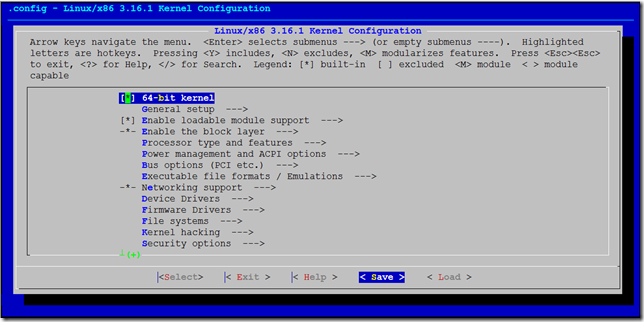 .config - Linux/x86 3.16.1 Kernel Configuration
Linux/x86 3.16.1 Kernel Configuration
Arrow keys navigate the menu.  <Enter> selects submenus ---> (or empty submenus ----).  Highlighted
letters are hotkeys.  Pressing <Y> includes, <N> excludes, <M> modularizes features.  Press <Esc><Esc>
to exit, <?> for Help, </> for Search.  Legend: [*] built-in  [ ] excluded  <M> module  < > module
capable
[*] 64-bit kernel
General setup  --->
[*] Enable loadable module support  --->
-*- Enable the block layer  --->
Processor type and features  --->
Power management and ACPI options  --->
Bus options (PCI etc.)  --->
Executable file formats / Emulations  --->
-*- Networking support  --->
Device Drivers  --->
Firmware Drivers  --->
File systems  --->
Kernel hacking  --->
Security options  --->
┴(+)
<Select>    < Exit >    < Help >    < Save >    < Load >